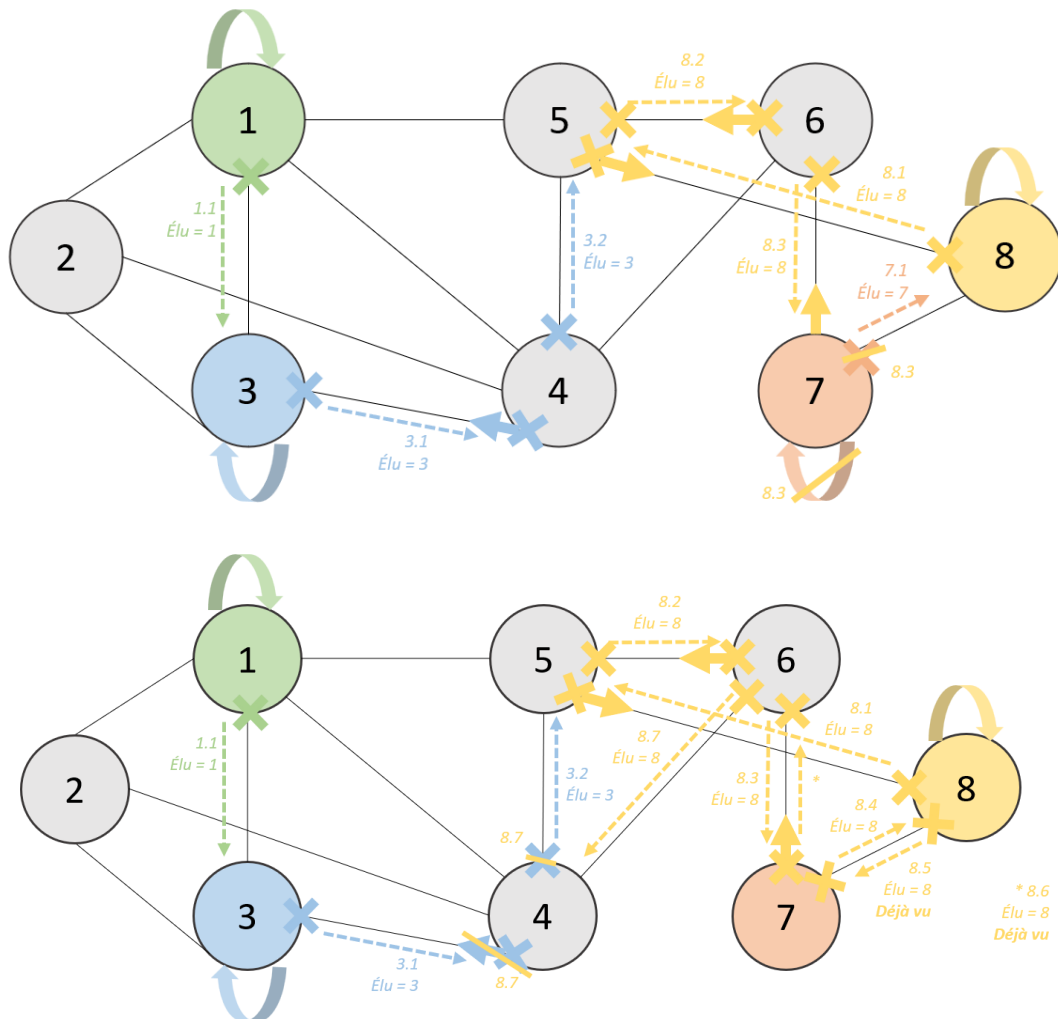 8.2
Élu = 8
1
5
6
8.1
Élu = 8
1.1
Élu = 1
3.2
Élu = 3
8.3
Élu = 8
2
8
7.1
Élu = 7
3
4
7
8.3
3.1
Élu = 3
8.3
8.2
Élu = 8
1
5
6
8.1
Élu = 8
1.1
Élu = 1
8.7
Élu = 8
3.2
Élu = 3
8.3
Élu = 8
*
2
8
8.4
Élu = 8
8.7
8.5
Élu = 8
Déjà vu
* 8.6
Élu = 8
Déjà vu
3
4
7
3.1
Élu = 3
8.7